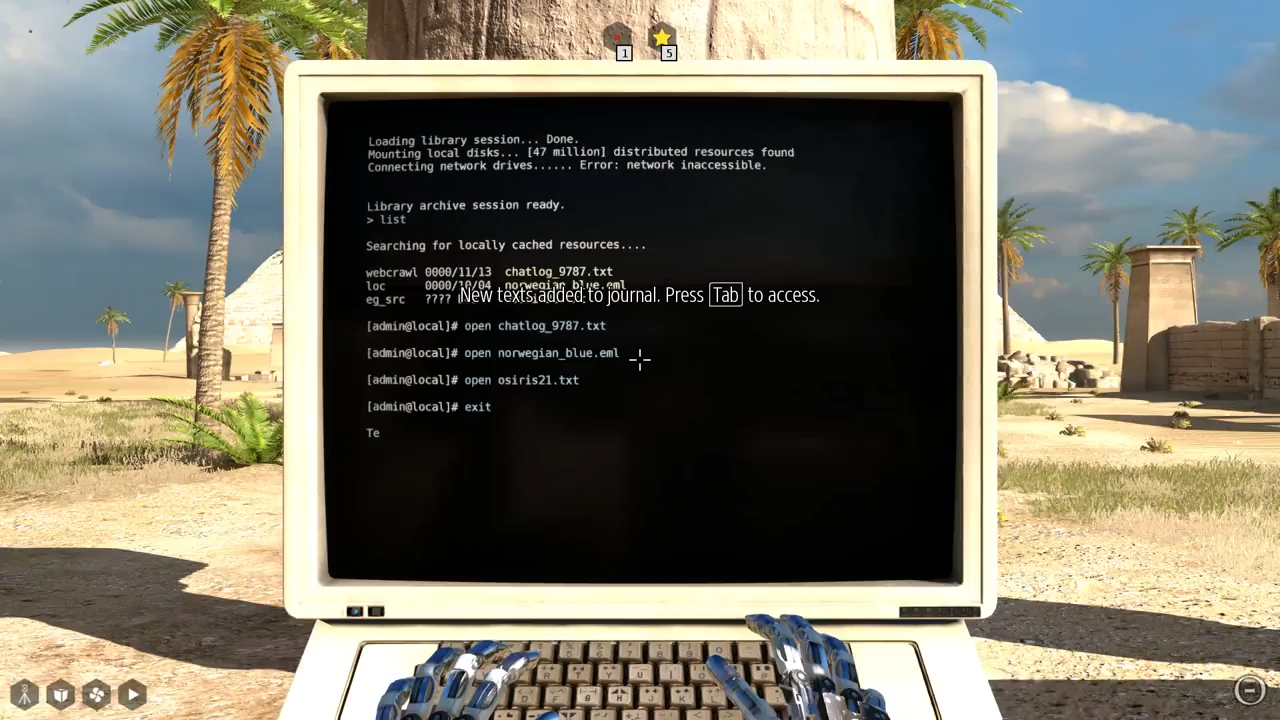 1 5
Loading library session... Done.
Mounting local disks... [47 million] distributed resources found
Connecting network drives...... Error: network inaccessible.
Library archive session ready.
> list
Searching for locally cached resources....
webcrawl 0000/11/13 chatlog_9787.txt
loc 0000/10/04 norwegian_blue.eml
eg_src ????
New texts added to journal. Press Tab to access.
[admin@local]# open chatlog_9787.txt
[admin@local]# open norwegian_blue.eml
[admin@local]# open osiris21.txt
[admin@local]# exit
Te